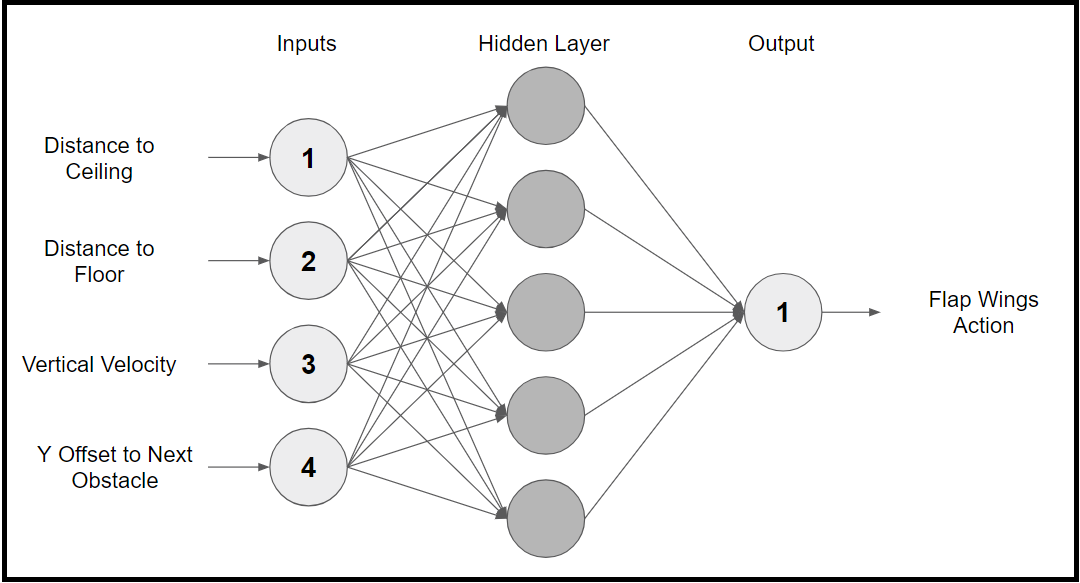 Inputs
Hidden Layer
Output
Distance to
Ceiling
1
Distance to
Floor
2
Vertical Velocity
3
Y Offset to Next
Obstacle
4
1
Flap Wings
Action